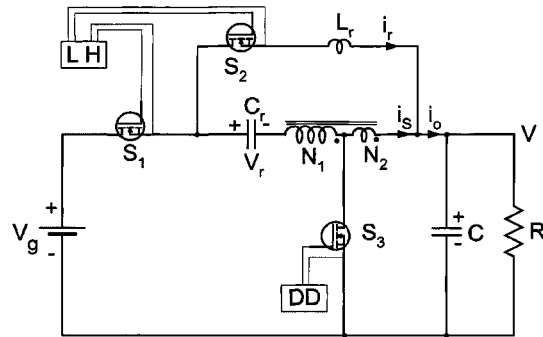 L H
S2
Lr
ir
S1
+
Cr
-
Vr
N1
N2
is
io
V
Vg
+
-
S3
DD
+
-
C
R